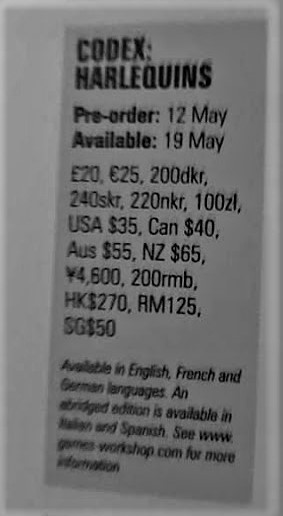 CODEX:
HARLEQUINS
Pre-order: 12 May
Available: 19 May
£20, €25, 200dkr,
240skr, 220nkr, 100zl,
USA $35, Can $40,
Aus $55, NZ $65,
¥4,600, 200rmb,
HK$270, RM125,
SG$50
Available in English, French and
German languages. An
abridged edition is available in
Italian and Spanish. See www.
games-workshop.com for more
information